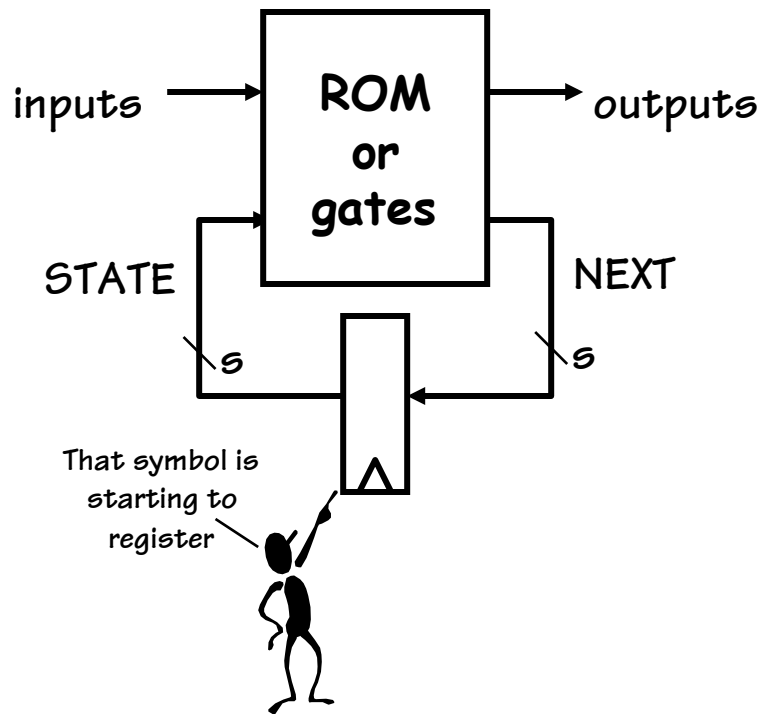 inputs
ROM
or
gates
outputs
STATE
NEXT
s
s
That symbol is
starting to
register